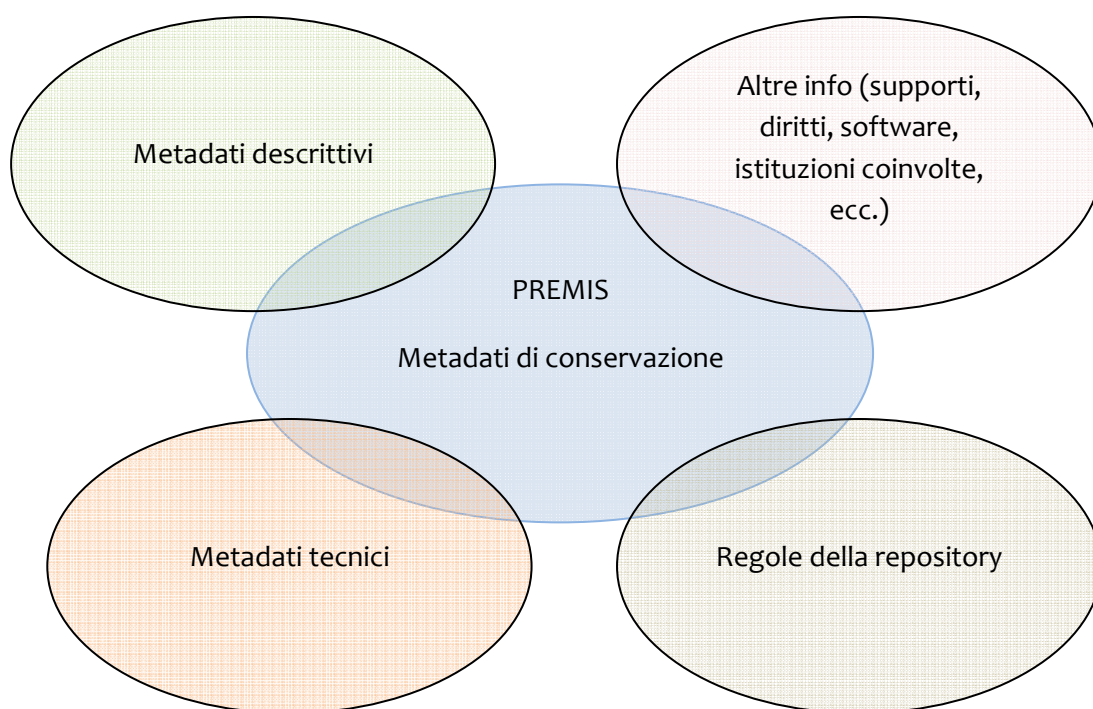 Metadati descrittivi
Altre info (supporti,
diritti, software,
istituzioni coinvolte,
ecc.)
PREMIS
Metadati di conservazione
Metadati tecnici
Regole della repository